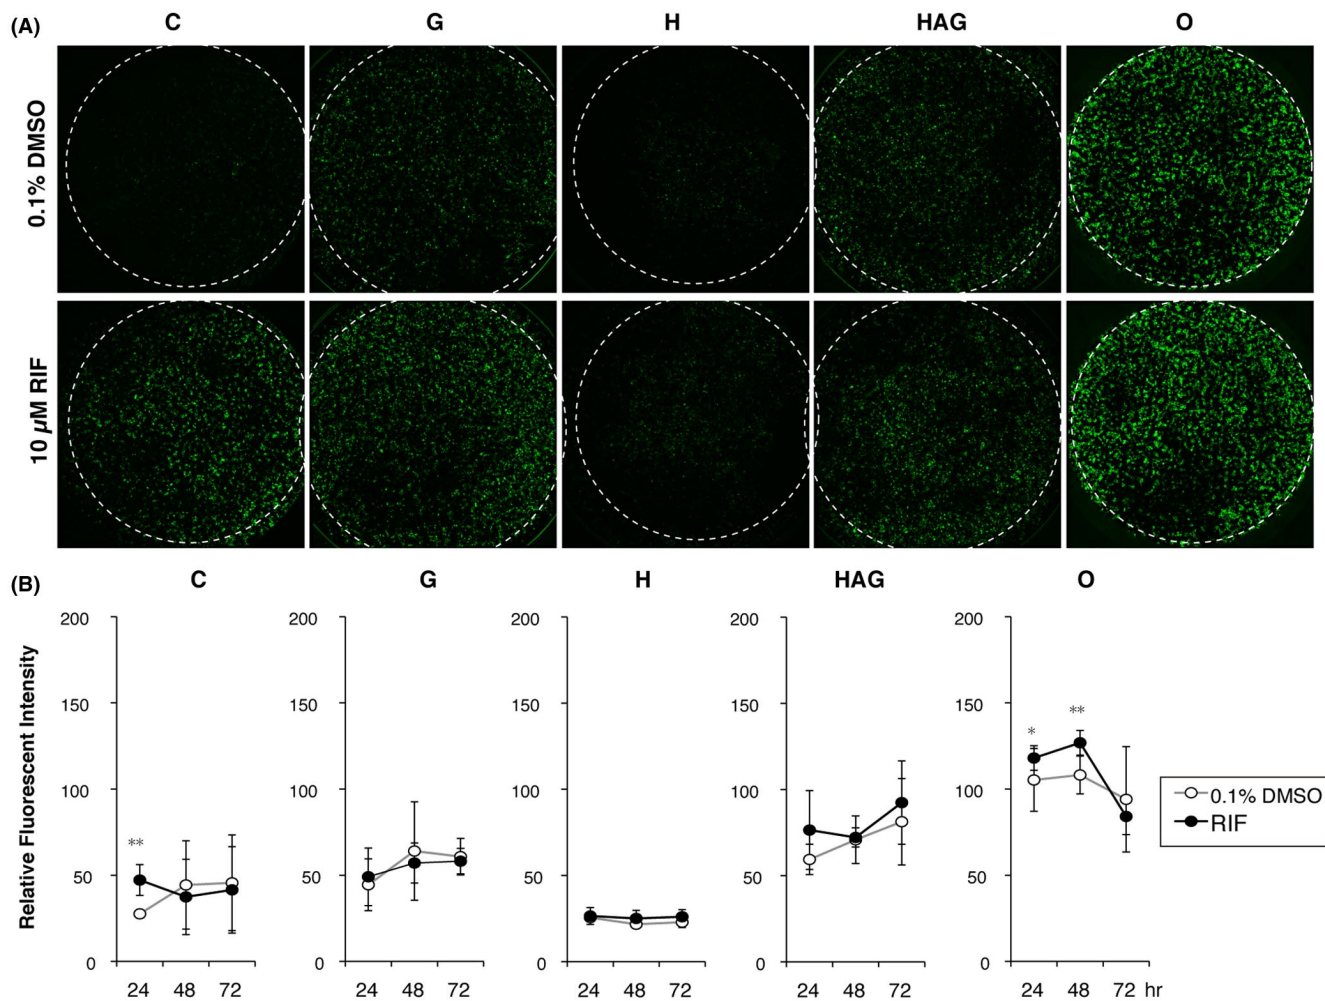 (A)
C G H HAG O
0.1% DMSO
10 µM RIF
(B)
C G H HAG O
Relative Fluorescent Intensity
200 200 200 200 200
150 150 150 150 150
100 100 100 100 100
50 50 50 50 50
0 0 0 0 0
**
*
**
0.1% DMSO
RIF
24 48 72 24 48 72 24 48 72 24 48 72 24 48 72 hr